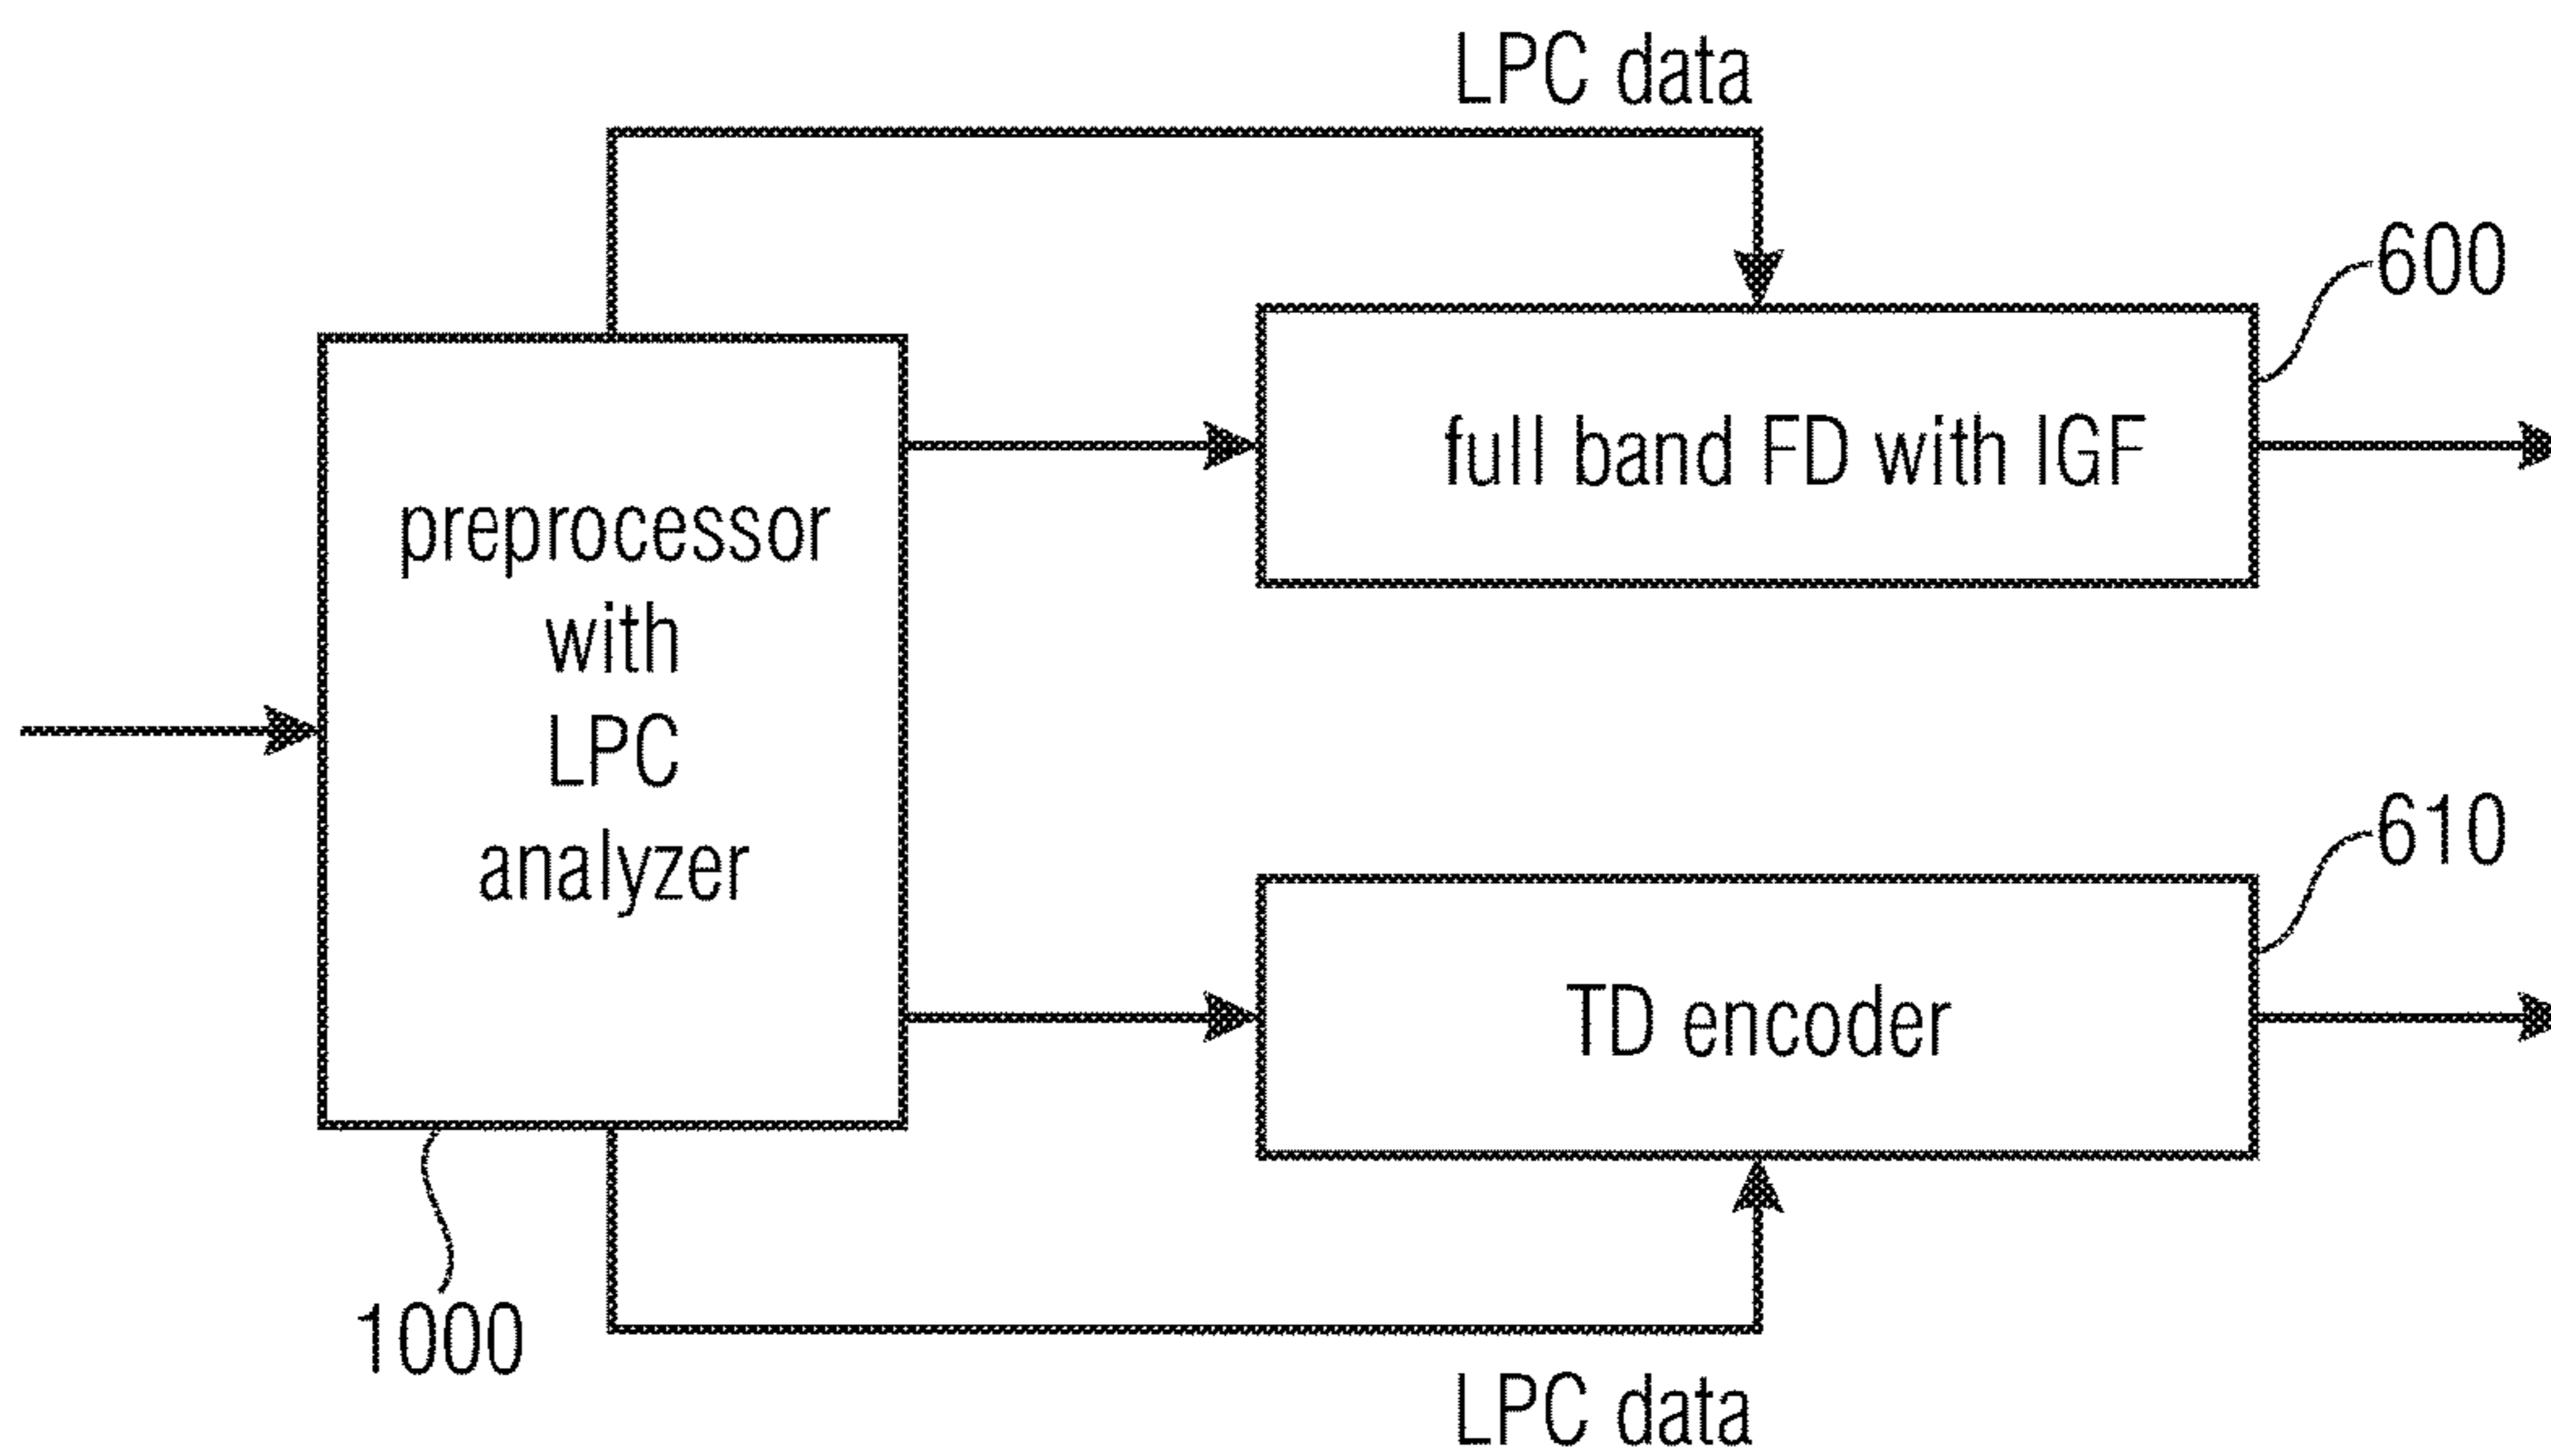 LPC data
600
full band FD with IGF
preprocessor
with
LPC
analyzer
610
TD encoder
1000
LPC data